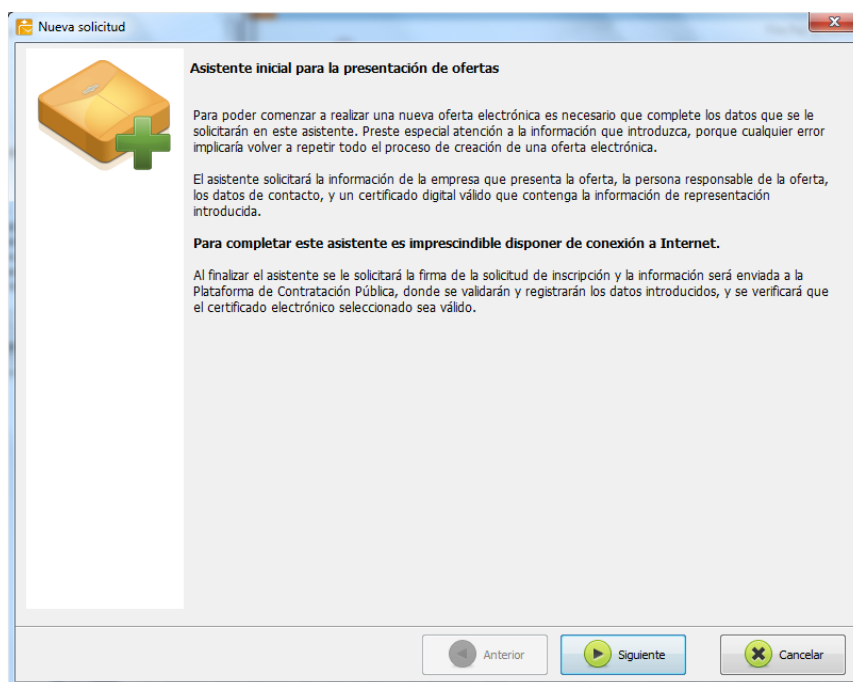 Nueva solicitud
Asistente inicial para la presentación de ofertas
Para poder comenzar a realizar una nueva oferta electrónica es necesario que complete los datos que se le
solicitarán en este asistente. Preste especial atención a la información que introduzca, porque cualquier error
implicaría volver a repetir todo el proceso de creación de una oferta electrónica.
El asistente solicitará la información de la empresa que presenta la oferta, la persona responsable de la oferta,
los datos de contacto, y un certificado digital válido que contenga la información de representación
introducida.
Para completar este asistente es imprescindible disponer de conexión a Internet.
Al finalizar el asistente se le solicitará la firma de la solicitud de inscripción y la información será enviada a la
Plataforma de Contratación Pública, donde se validarán y registrarán los datos introducidos, y se verificará que
el certificado electrónico seleccionado sea válido.
Anterior
Siguiente
Cancelar